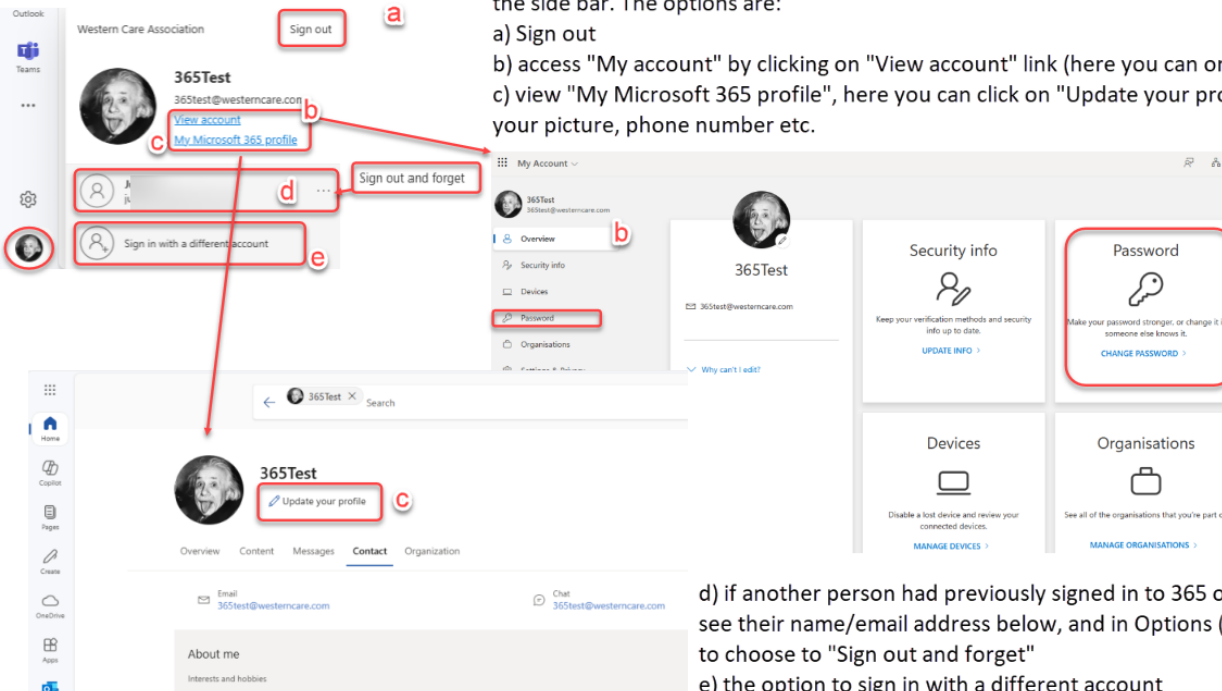 the side bar. The options are:
a) Sign out
b) access "My account" by clicking on "View account" link (here you can
c) view "My Microsoft 365 profile", here you can click on "Update your
your picture, phone number etc.
Outlook
Teams
Western Care Association
Sign out
a
365Test
365test@westerncare.com
View account
My Microsoft 365 profile
b
c
d
Sign out and forget
Sign in with a different account
e
My Account
365Test
365test@westerncare.com
Overview
b
Security info
Devices
Password
Organisations
Settings & Privacy
365Test
365test@westerncare.com
Why can't I edit?
Security info
Keep your verification methods and security
info up to date.
UPDATE INFO >
Password
Make your password stronger, or change it
someone else knows it.
CHANGE PASSWORD >
Devices
Disable a lost device and review your
connected devices.
MANAGE DEVICES >
Organisations
See all of the organisations that you're part
MANAGE ORGANISATIONS >
Home
Copilot
Pages
Create
OneDrive
Apps
365Test
Search
365Test
Update your profile
c
Overview Content Messages Contact Organization
Email
365test@westerncare.com
Chat
365test@westerncare.com
About me
Interests and hobbies
d) if another person had previously signed in to 365
see their name/email address below, and in Options (
to choose to "Sign out and forget"
e) the option to sign in with a different account